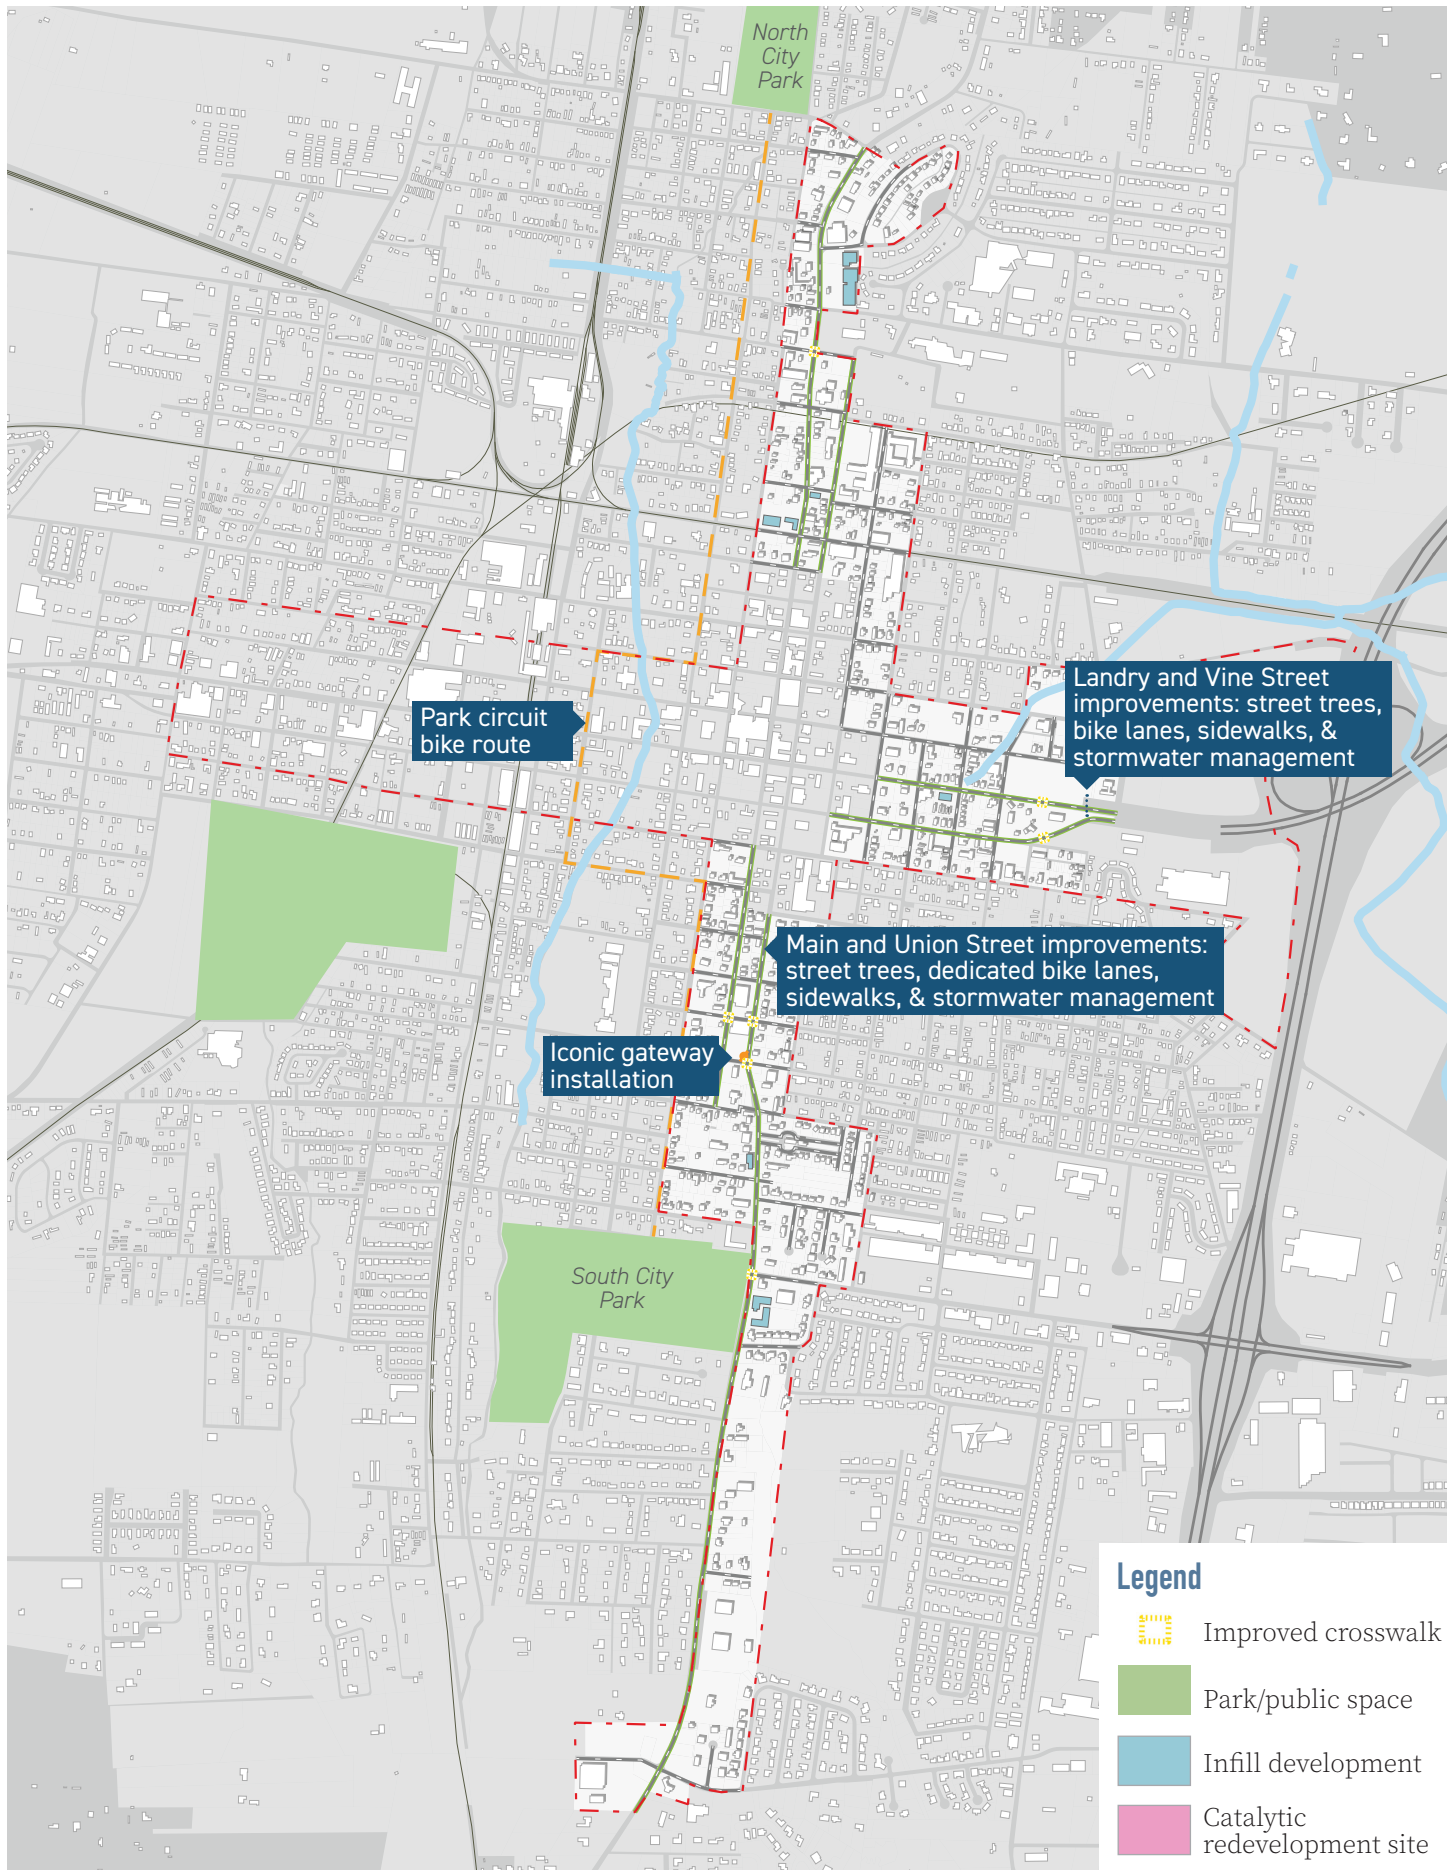 North
City
Park
Landry and Vine Street
improvements: street trees,
bike lanes, sidewalks, &
stormwater management
Park circuit
bike route
Main and Union Street improvements:
street trees, dedicated bike lanes,
sidewalks, & stormwater management
Iconic gateway
installation
South City
Park
Legend
Improved crosswalk
Park/public space
Infill development
Catalytic
redevelopment site